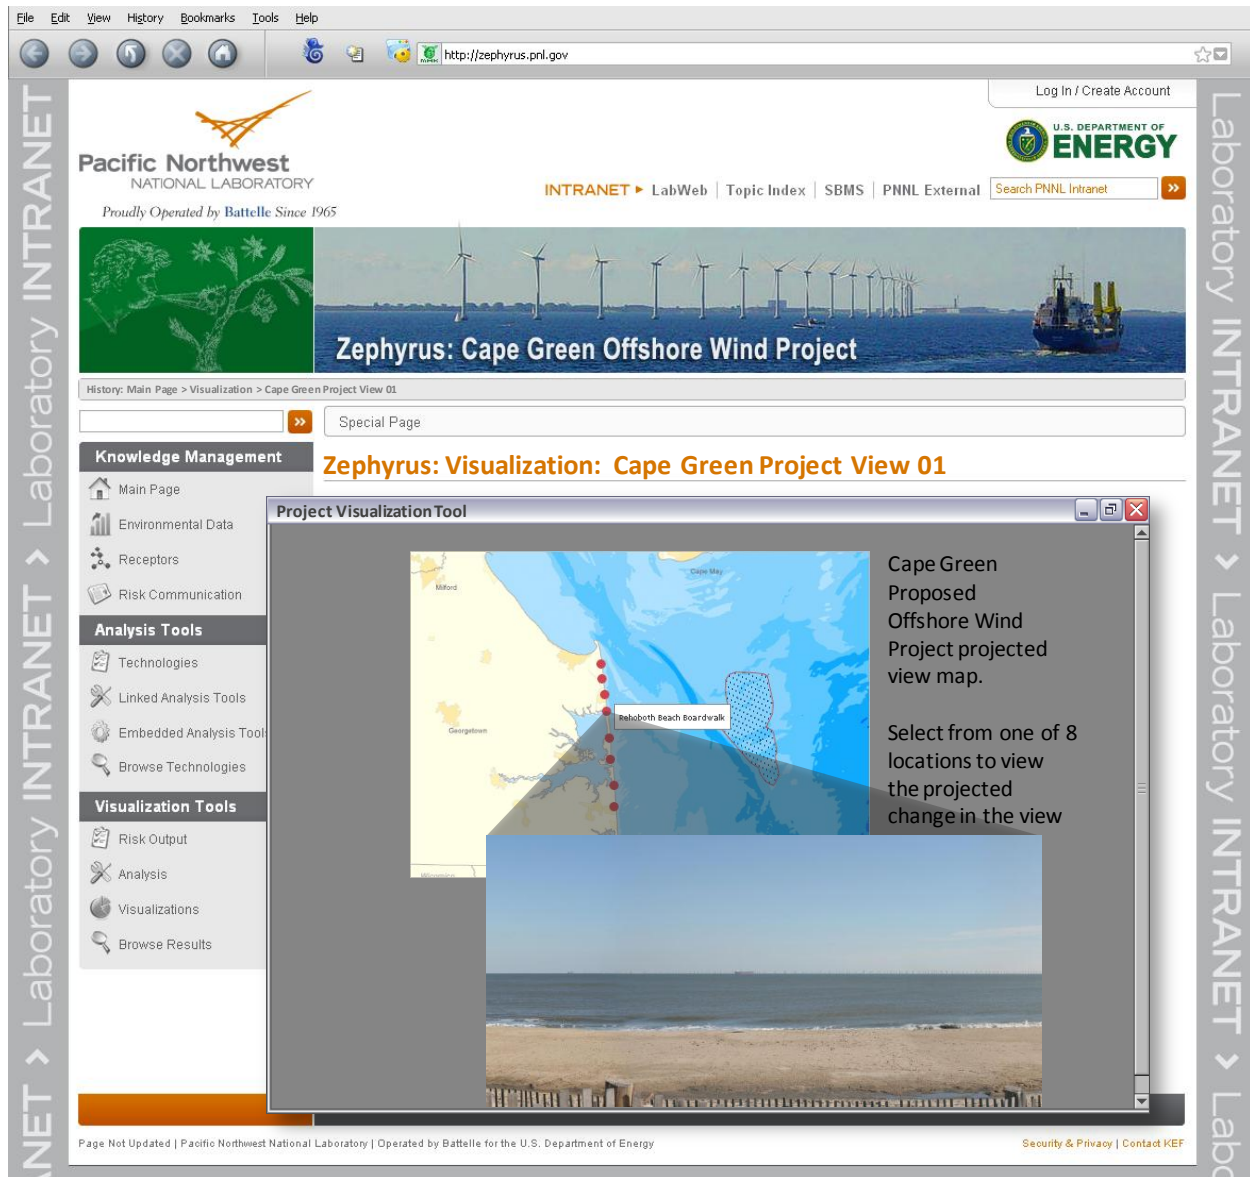 File Edit View History Bookmarks Tools Help
http://zephyrus.pnl.gov
Log In / Create Account
Pacific Northwest
NATIONAL LABORATORY
Proudly Operated by Battelle Since 1965
U.S. DEPARTMENT OF
ENERGY
INTRANET ► LabWeb | Topic Index | SBMS | PNNL External
Search PNNL Intranet
Zephyrus: Cape Green Offshore Wind Project
History: Main Page > Visualization > Cape Green Project View 01
Special Page
Knowledge Management
Main Page
Environmental Data
Receptors
Risk Communication
Analysis Tools
Technologies
Linked Analysis Tools
Embedded Analysis Tools
Browse Technologies
Visualization Tools
Risk Output
Analysis
Visualizations
Browse Results
Zephyrus: Visualization: Cape Green Project View 01
Project Visualization Tool
Cape May
Milford
Rehoboth Beach Boardwalk
Georgetown
Wicomico
Cape Green
Proposed
Offshore Wind
Project projected
view map.
Select from one of 8
locations to view
the projected
change in the view
Page Not Updated | Pacific Northwest National Laboratory | Operated by Battelle for the U.S. Department of Energy
Security & Privacy | Contact KEF
NET > Laboratory INTRANET > Laboratory INTRANET > Laboratory INTRANET
Laboratory INTRANET > Laboratory INTRANET > Labo